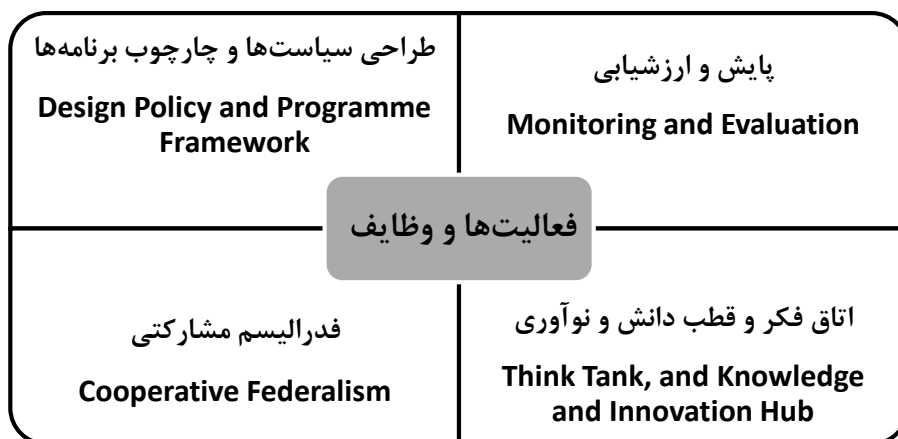 طراحی سیاست‌ها و چارچوب برنامه‌ها
Design Policy and Programme
Framework
پایش و ارزشیابی
Monitoring and Evaluation
فعالیت‌ها و وظایف
فدرالیسم مشارکتی
Cooperative Federalism
اتاق فکر و قطب دانش و نوآوری
Think Tank, and Knowledge
and Innovation Hub